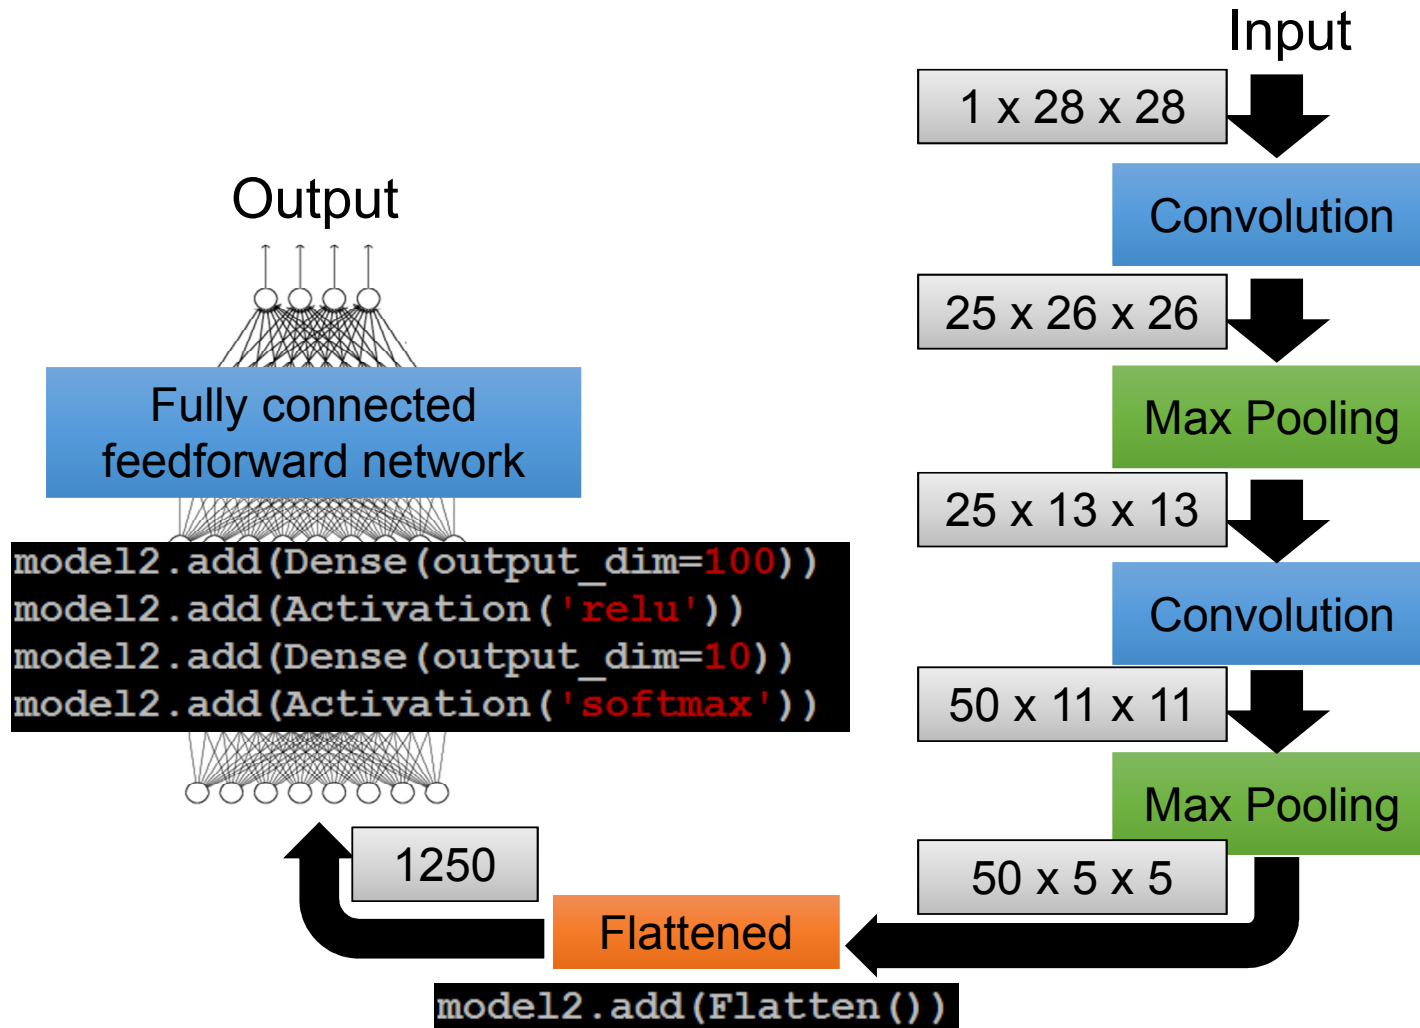 Input
1 x 28 x 28
Convolution
25 x 26 x 26
Max Pooling
25 x 13 x 13
Convolution
50 x 11 x 11
Max Pooling
50 x 5 x 5
Flattened
model2.add(Flatten())
1250
model2.add(Dense(output_dim=100))
model2.add(Activation('relu'))
model2.add(Dense(output_dim=10))
model2.add(Activation('softmax'))
Fully connected
feedforward network
Output